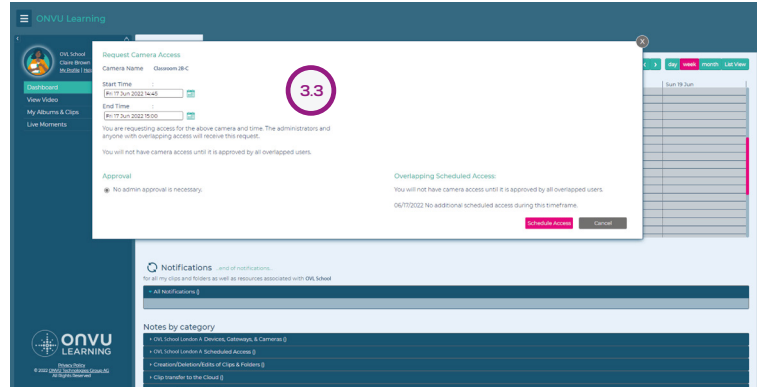 ONVU Learning
OVL School
Claire Brown
My Profile
Dashboard
View Video
My Albums & Clips
Live Moments
X
Request Camera Access
Camera Name Classroom 2B-C
Start Time :
Fri 17 Jun 2022 14:45
End Time :
Fri 17 Jun 2022 15:00
3.3
You are requesting access for the above camera and time. The administrators and
anyone with overlapping access will receive this request.
You will not have camera access until it is approved by all overlapped users.
Approval
No admin approval is necessary.
Overlapping Scheduled Access:
You will not have camera access until it is approved by all overlapped users.
06/17/2022 No additional scheduled access during this timeframe.
Schedule Access
Cancel
day week month List View
Sun 19 Jun
Notifications ...end of notifications...
for all my clips and folders as well as resources associated with OVL School
All Notifications ()
Notes by category
OVL School London A Devices, Gateways, & Cameras ()
OVL School London A Scheduled Access ()
Creation/Deletion/Edits of Clips & Folders ()
Clip transfer to the Cloud ()
ONVU
LEARNING
Privacy Policy
© 2022 ONVU Technologies Group AG
All Rights Reserved